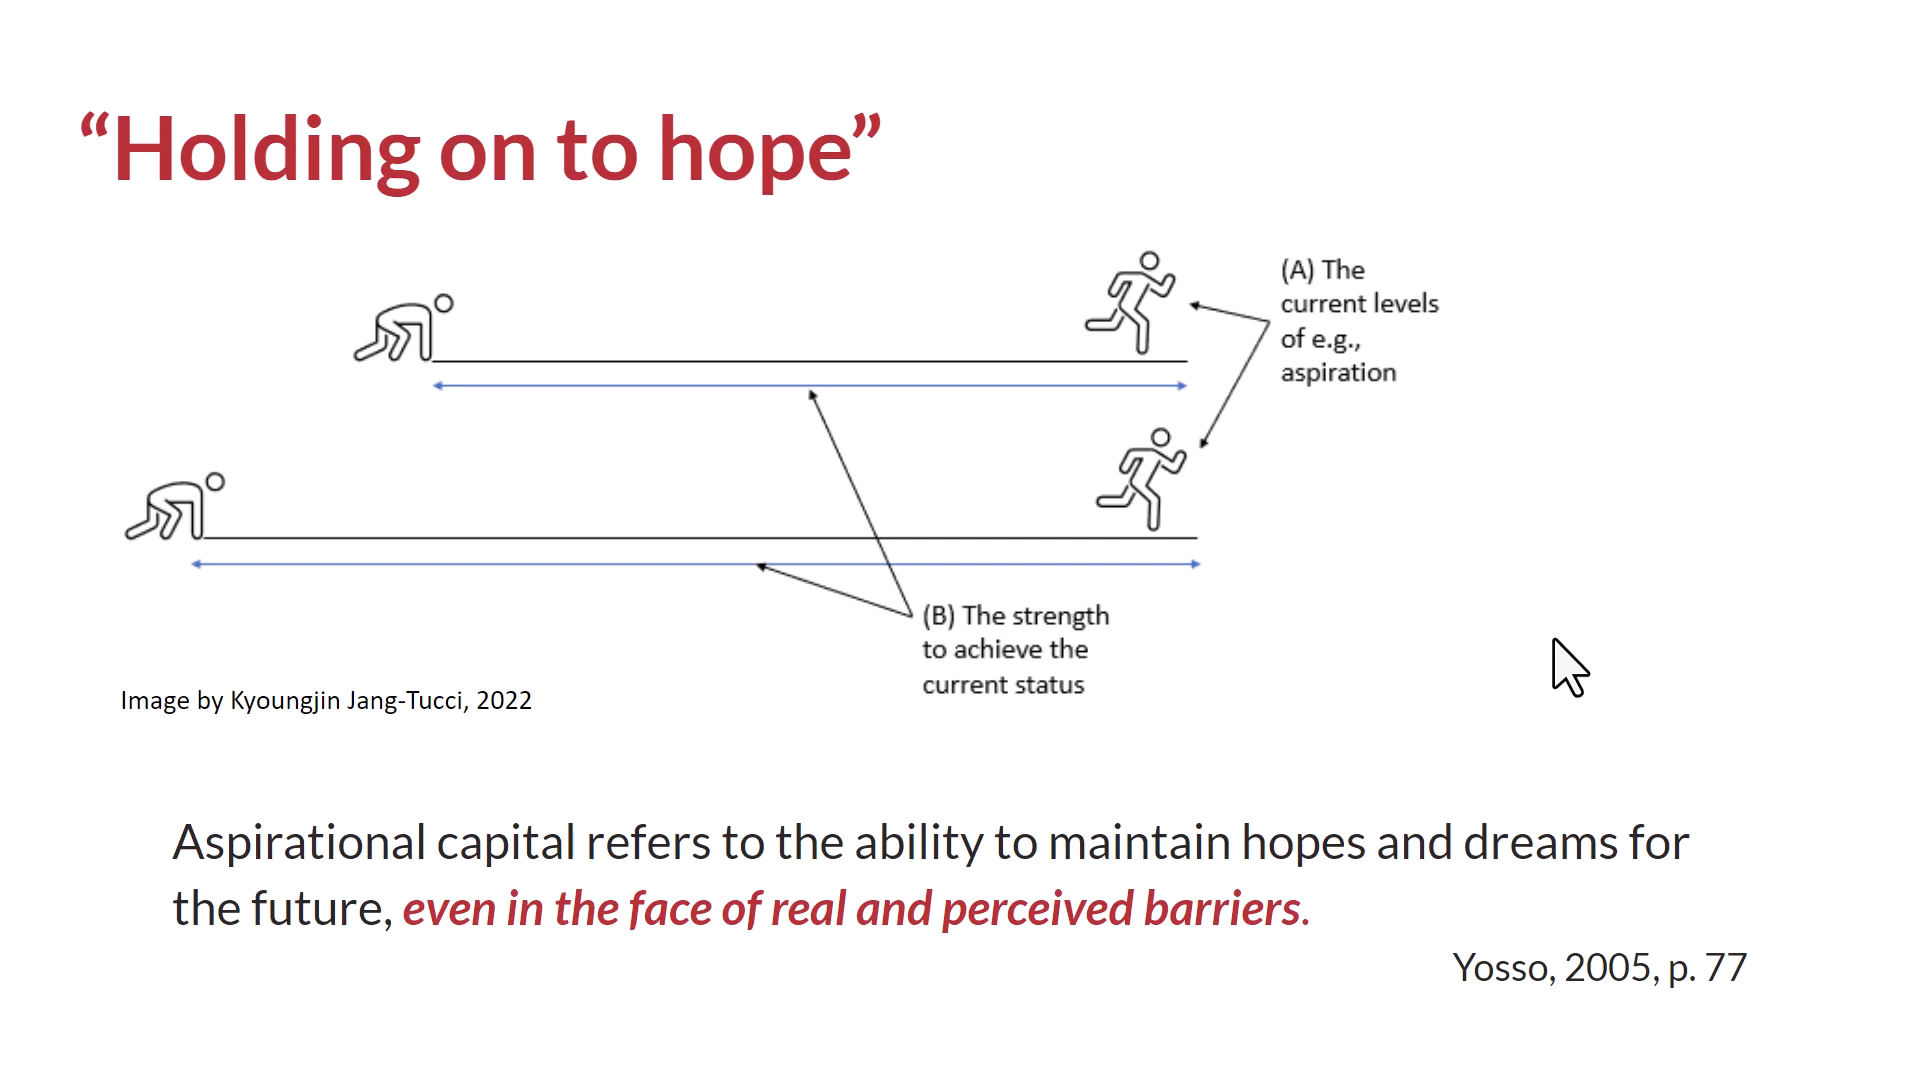 “Holding on to hope”
(A) The
current levels
of e.g.,
aspiration
(B) The strength
to achieve the
current status
Image by Kyoungjin Jang-Tucci, 2022
Aspirational capital refers to the ability to maintain hopes and dreams for
the future, even in the face of real and perceived barriers.
Yosso, 2005, p. 77